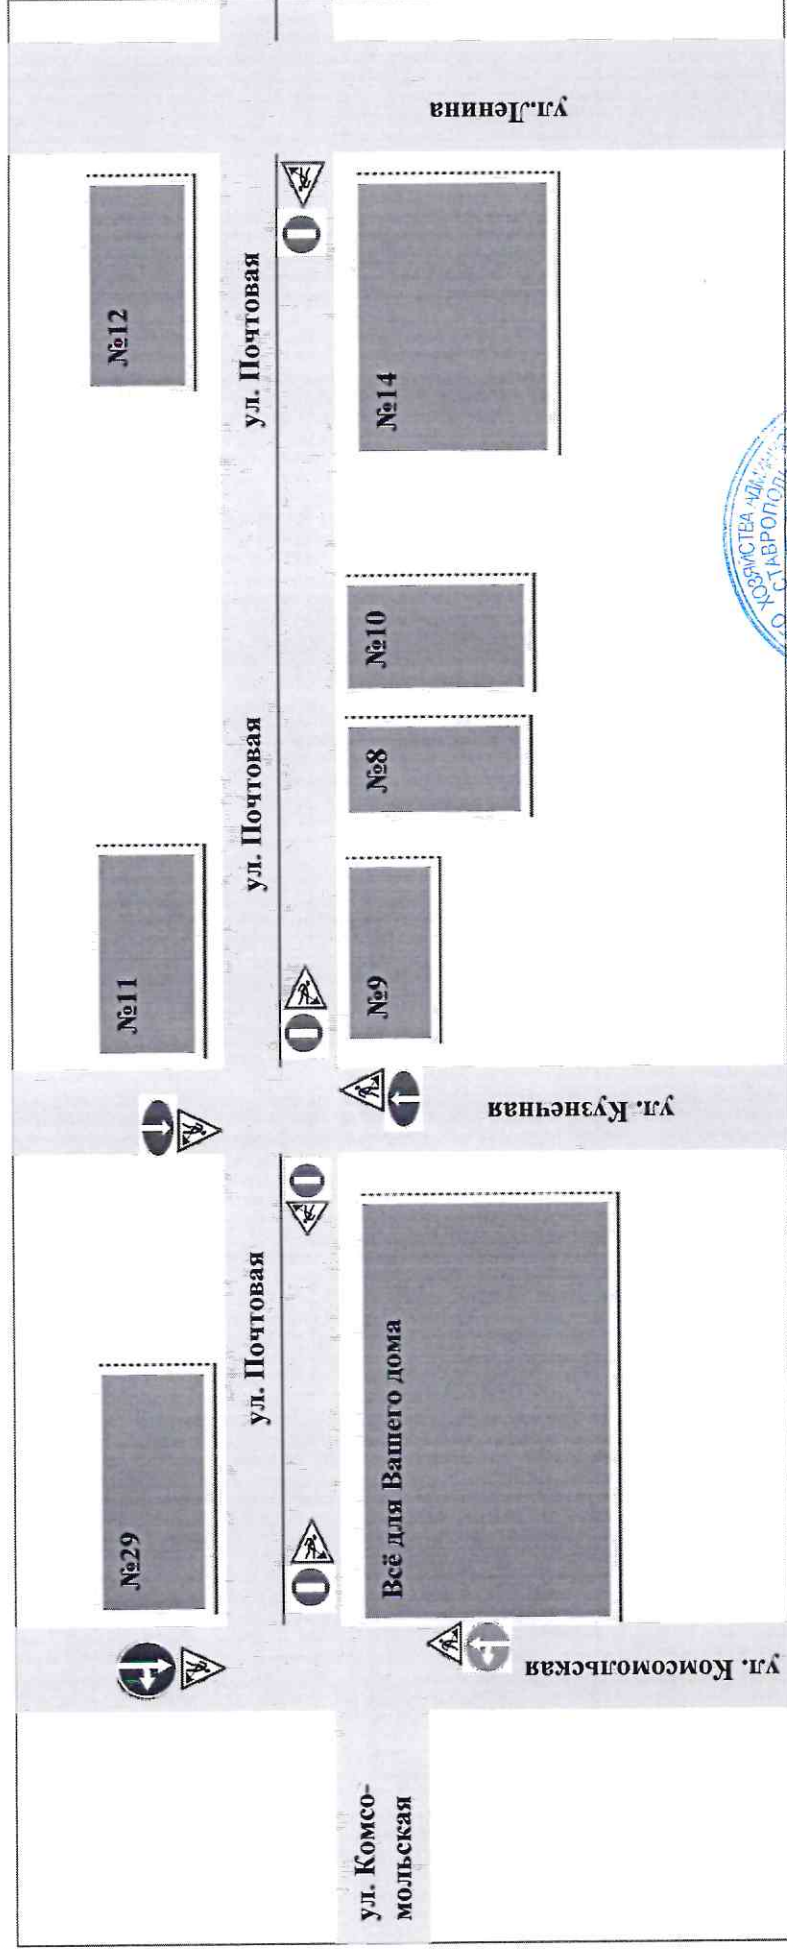 №29
№11
№12
ул. Почтовая
ул. Почтовая
ул. Почтовая
Всё для Вашего дома
№9
№8
№10
№14
ул. Комсо-
мольская
ул. Комсомольская
ул. Кузнечная
ул.Ленина
ХОЗЯЙСТВА